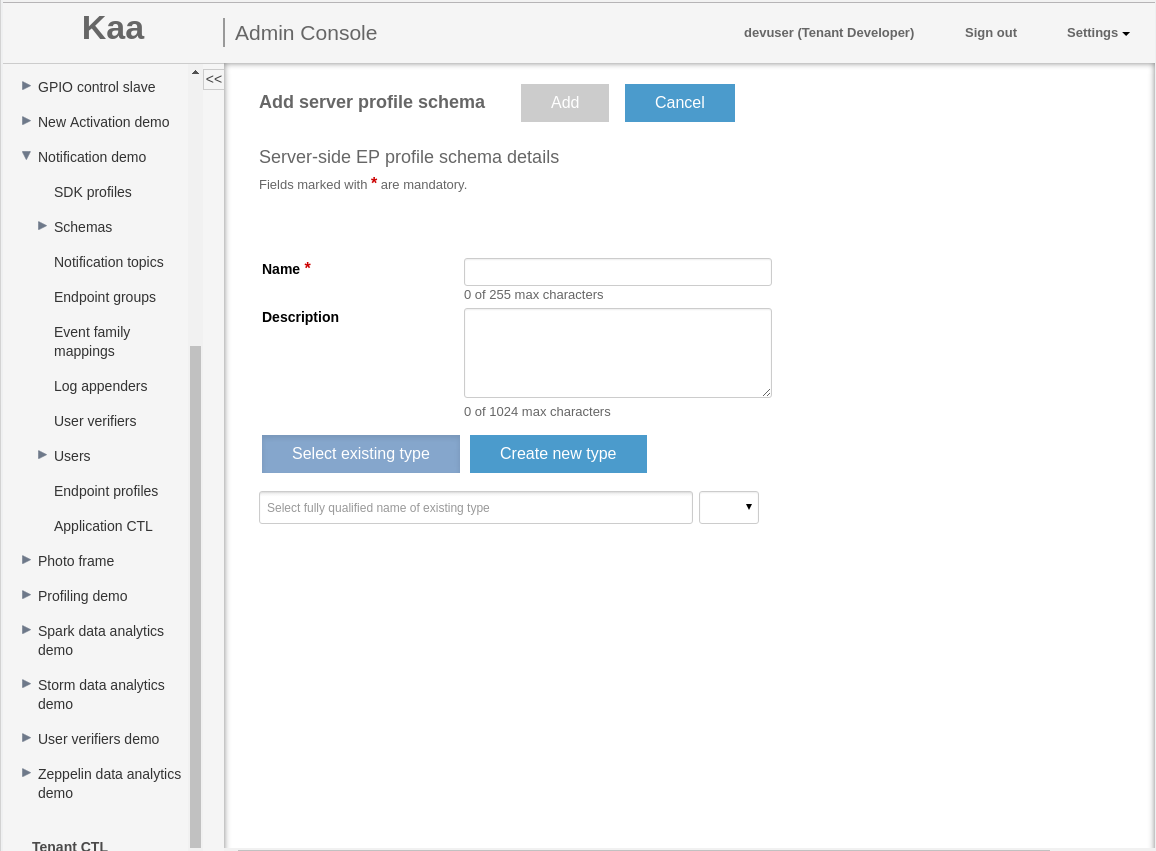 Kaa
Admin Console
devuser (Tenant Developer)
Sign out
Settings
<<
GPIO control slave
New Activation demo
Notification demo
SDK profiles
Schemas
Notification topics
Endpoint groups
Event family
mappings
Log appenders
User verifiers
Users
Endpoint profiles
Application CTL
Photo frame
Profiling demo
Spark data analytics
demo
Storm data analytics
demo
User verifiers demo
Zeppelin data analytics
demo
Tenant CTL
Add server profile schema
Add
Cancel
Server-side EP profile schema details
Fields marked with * are mandatory.
Name *
0 of 255 max characters
Description
0 of 1024 max characters
Select existing type
Create new type
Select fully qualified name of existing type